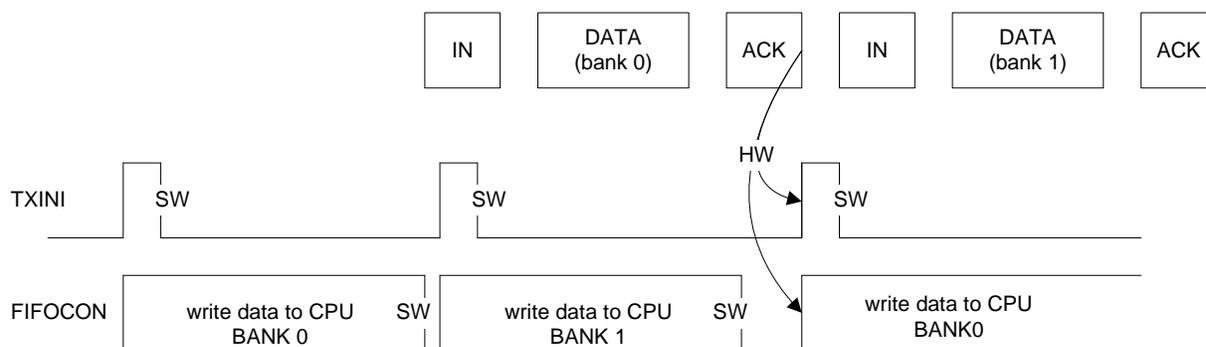 IN
DATA
(bank 0)
ACK
IN
DATA
(bank 1)
ACK
HW
TXINI
SW
SW
SW
FIFOCON
write data to CPU
BANK 0
SW
write data to CPU
BANK 1
SW
write data to CPU
BANK0